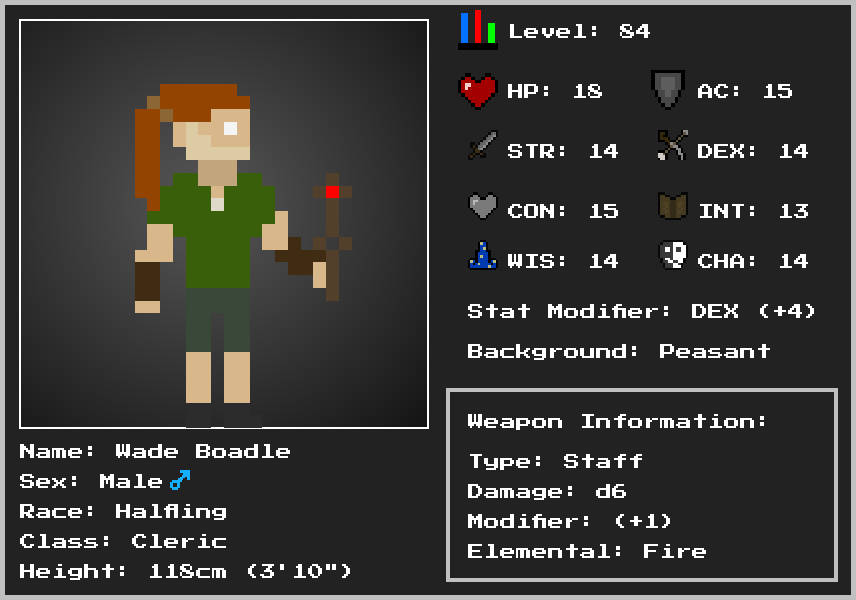 Level: 84
HP: 18 AC: 15
STR: 14 DEX: 14
CON: 15 INT: 13
WIS: 14 CHA: 14
Stat Modifier: DEX (+4)
Background: Peasant
Weapon Information:
Type: Staff
Damage: d6
Modifier: (+1)
Elemental: Fire
Name: Wade Boadle
Sex: Male ♂
Race: Halfling
Class: Cleric
Height: 118cm (3'10")